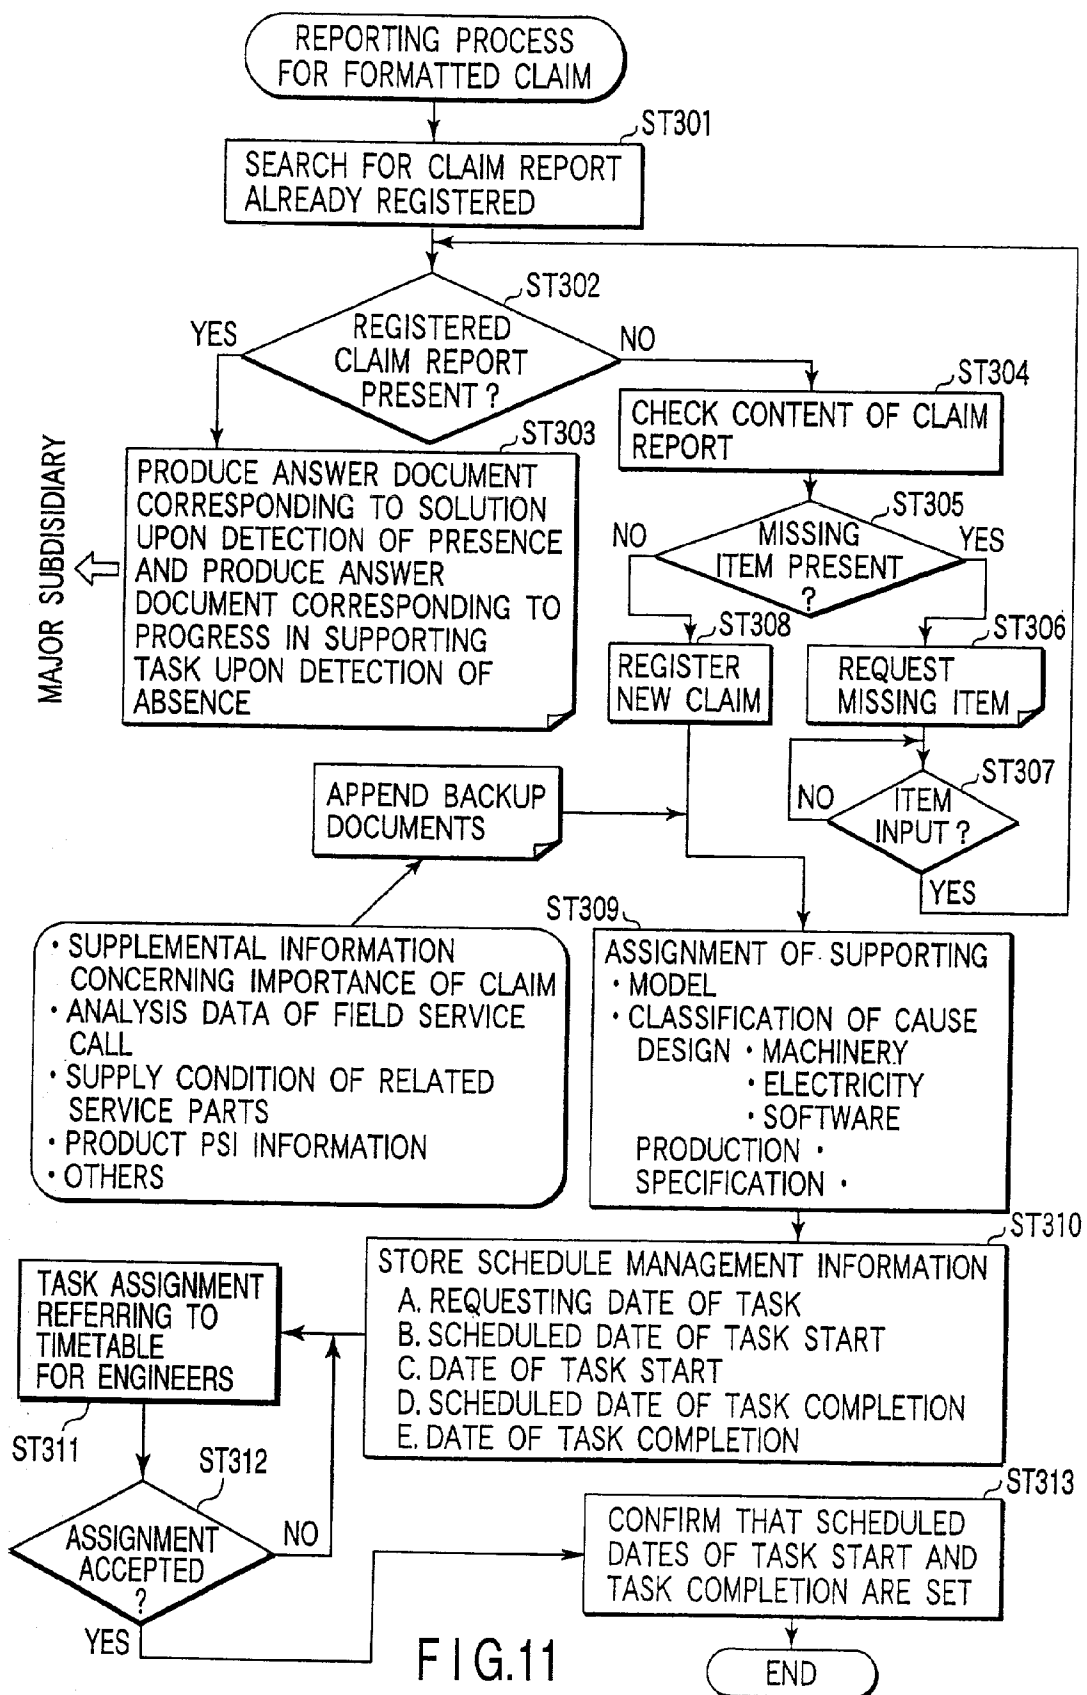 REPORTING PROCESS
FOR FORMATTED CLAIM
ST301
SEARCH FOR CLAIM REPORT
ALREADY REGISTERED
ST302
YES
REGISTERED
CLAIM REPORT
PRESENT ?
NO
ST304
CHECK CONTENT OF CLAIM
REPORT
ST303
PRODUCE ANSWER DOCUMENT
CORRESPONDING TO SOLUTION
UPON DETECTION OF PRESENCE
AND PRODUCE ANSWER
DOCUMENT CORRESPONDING TO
PROGRESS IN SUPPORTING
TASK UPON DETECTION OF
ABSENCE
MAJOR SUBDISIDIARY
ST305
NO
MISSING
ITEM PRESENT
?
YES
ST308
REGISTER
NEW CLAIM
ST306
REQUEST
MISSING ITEM
ST307
NO
ITEM
INPUT ?
YES
APPEND BACKUP
DOCUMENTS
• SUPPLEMENTAL INFORMATION
CONCERNING IMPORTANCE OF CLAIM
• ANALYSIS DATA OF FIELD SERVICE
CALL
• SUPPLY CONDITION OF RELATED
SERVICE PARTS
• PRODUCT PSI INFORMATION
• OTHERS
ST309
ASSIGNMENT OF SUPPORTING
• MODEL
• CLASSIFICATION OF CAUSE
DESIGN • MACHINERY
• ELECTRICITY
• SOFTWARE
PRODUCTION •
SPECIFICATION •
ST310
STORE SCHEDULE MANAGEMENT INFORMATION
A. REQUESTING DATE OF TASK
B. SCHEDULED DATE OF TASK START
C. DATE OF TASK START
D. SCHEDULED DATE OF TASK COMPLETION
E. DATE OF TASK COMPLETION
TASK ASSIGNMENT
REFERRING TO
TIMETABLE
FOR ENGINEERS
ST311
ST312
ASSIGNMENT
ACCEPTED
?
NO
YES
ST313
CONFIRM THAT SCHEDULED
DATES OF TASK START AND
TASK COMPLETION ARE SET
END
FIG.11